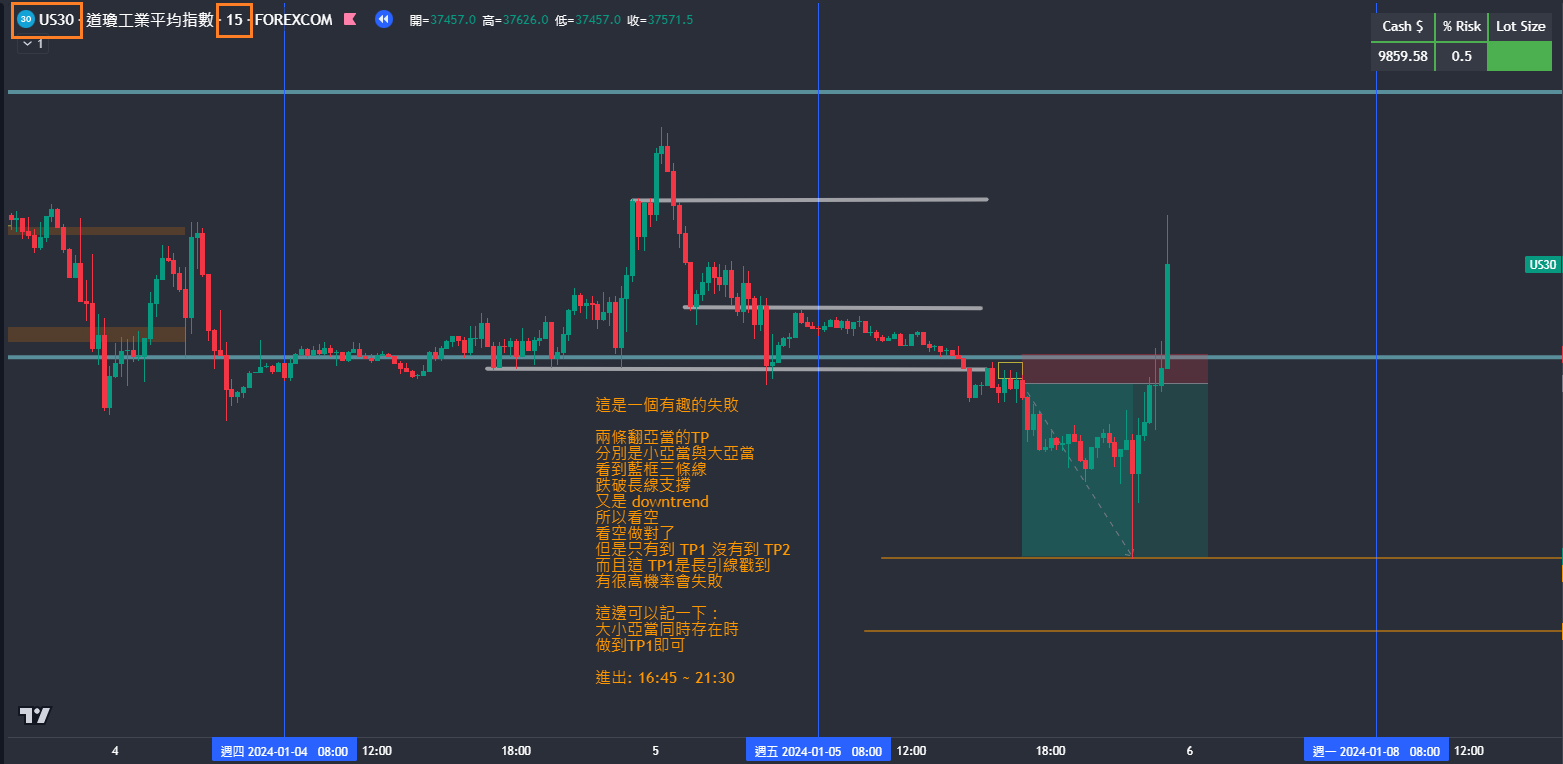 30 US30 · 道瓊工業平均指數 · 15 · FOREXCOM 開=37457.0 高=37626.0 低=37457.0 收=37571.5
1
Cash $ % Risk Lot Size
9859.58 0.5
US30
這是一個有趣的失敗
兩條翻亞當的TP
分別是小亞當與大亞當
看到藍框三條線
跌破長線支撐
又是 downtrend
所以看空
看空做對了
但是只有到 TP1 沒有到 TP2
而且這 TP1是長引線戳到
有很高機率會失敗
這邊可以記一下：
大小亞當同時存在時
做到TP1即可
進出: 16:45 ~ 21:30
4 週四 2024-01-04 08:00 12:00 18:00 5 週五 2024-01-05 08:00 12:00 18:00 6 週一 2024-01-08 08:00 12:00